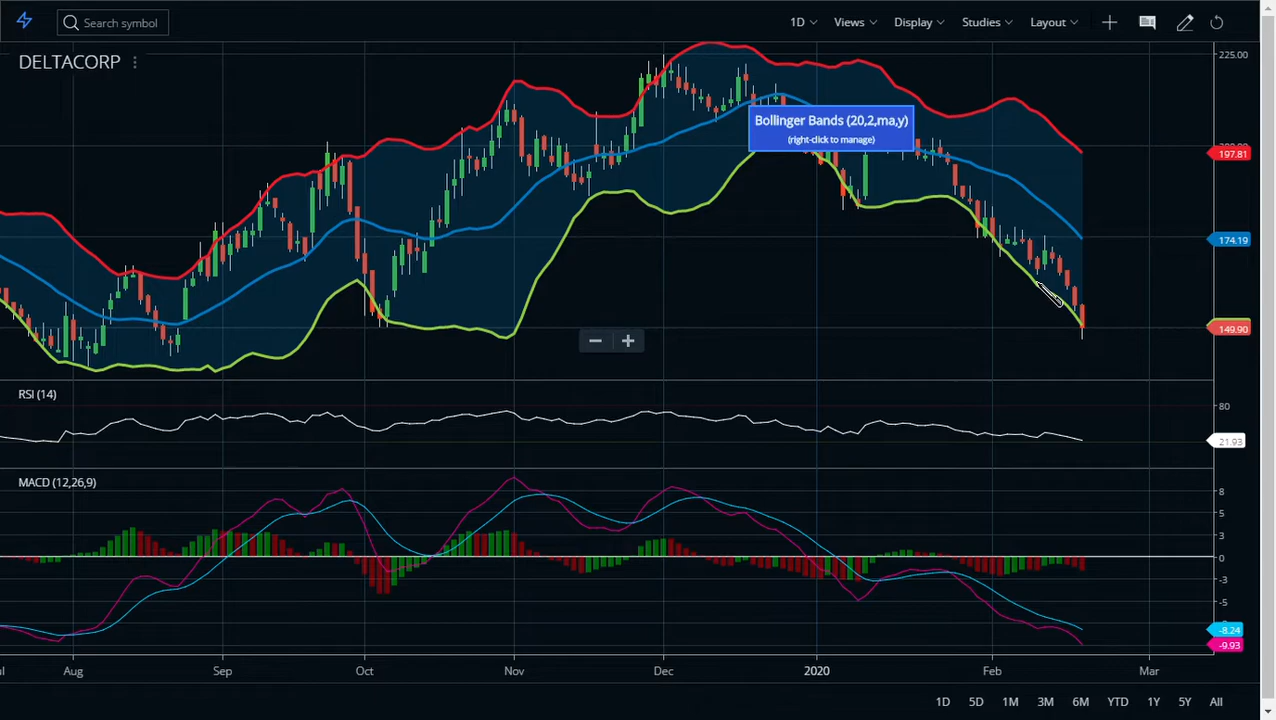 Search symbol 1D Views Display Studies Layout
DELTACORP
225.00
Bollinger Bands (20,2,ma,y)
(right-click to manage)
197.81
174.19
149.90
RSI (14)
80
21.93
MACD (12,26,9)
8
5
3
0
-3
-5
-8.24
-9.93
Aug Sep Oct Nov Dec 2020 Feb Mar
1D 5D 1M 3M 6M YTD 1Y 5Y All